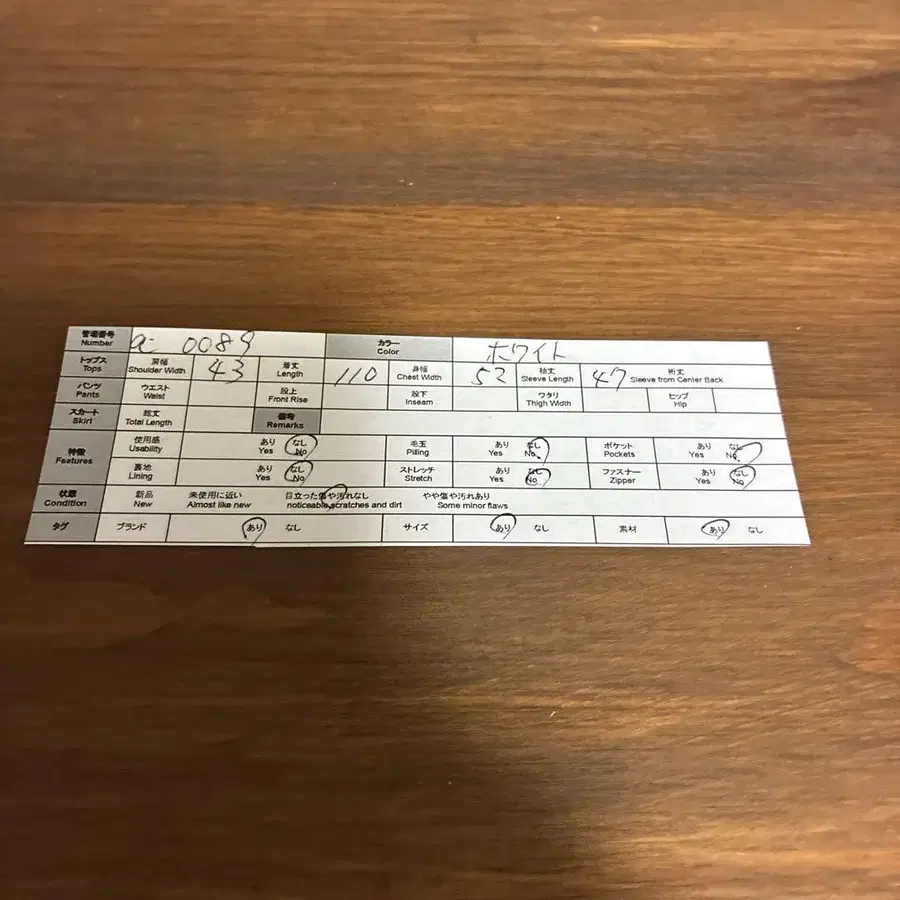 管理番号 Number a- 0089 カラー Color ホワイト
トップス Tops 肩幅 Shoulder Width 43 着丈 Length 110 身幅 Chest Width 52 袖丈 Sleeve Length 47 裄丈 Sleeve from Center Back
パンツ Pants ウエスト Waist 股上 Front Rise 股下 Inseam ワタリ Thigh Width ヒップ Hip
スカート Skirt 総丈 Total Length 備考 Remarks
特徴 Features 使用感 Usability あり Yes なし No 毛玉 Pilling あり Yes なし No ポケット Pockets あり Yes なし No
裏地 Lining あり Yes なし No ストレッチ Stretch あり Yes なし No ファスナー Zipper あり Yes なし No
状態 Condition 新品 New 未使用に近い Almost like new 目立った傷や汚れなし noticeable scratches and dirt やや傷や汚れあり Some minor flaws
タグ ブランド あり なし サイズ あり なし 素材 あり なし